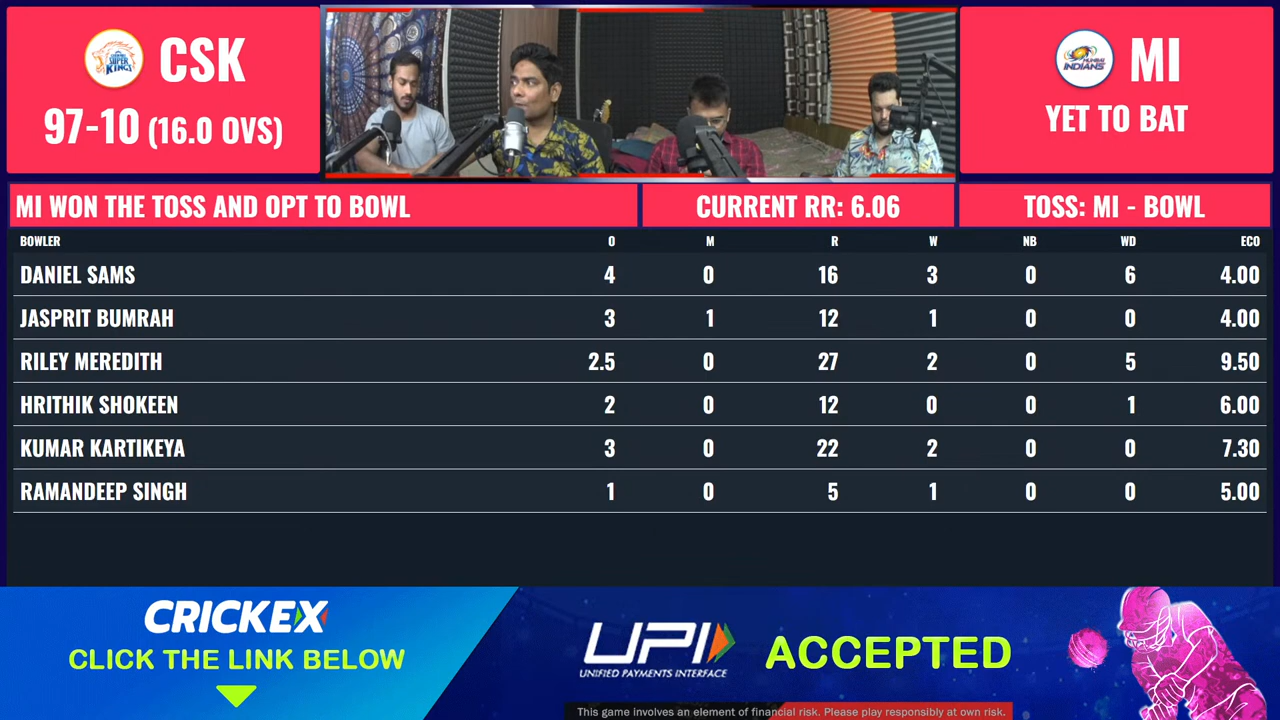 CSK
97-10 (16.0 OVS)
MUMBAI INDIANS
MI
YET TO BAT
MI WON THE TOSS AND OPT TO BOWL
CURRENT RR: 6.06
TOSS: MI - BOWL
BOWLER O M R W NB WD ECO
DANIEL SAMS 4 0 16 3 0 6 4.00
JASPRIT BUMRAH 3 1 12 1 0 0 4.00
RILEY MEREDITH 2.5 0 27 2 0 5 9.50
HRITHIK SHOKEEN 2 0 12 0 0 1 6.00
KUMAR KARTIKEYA 3 0 22 2 0 0 7.30
RAMANDEEP SINGH 1 0 5 1 0 0 5.00
CRICKEX
CLICK THE LINK BELOW
UPI
UNIFIED PAYMENTS INTERFACE
ACCEPTED
This game involves an element of financial risk. Please play responsibly at own risk.